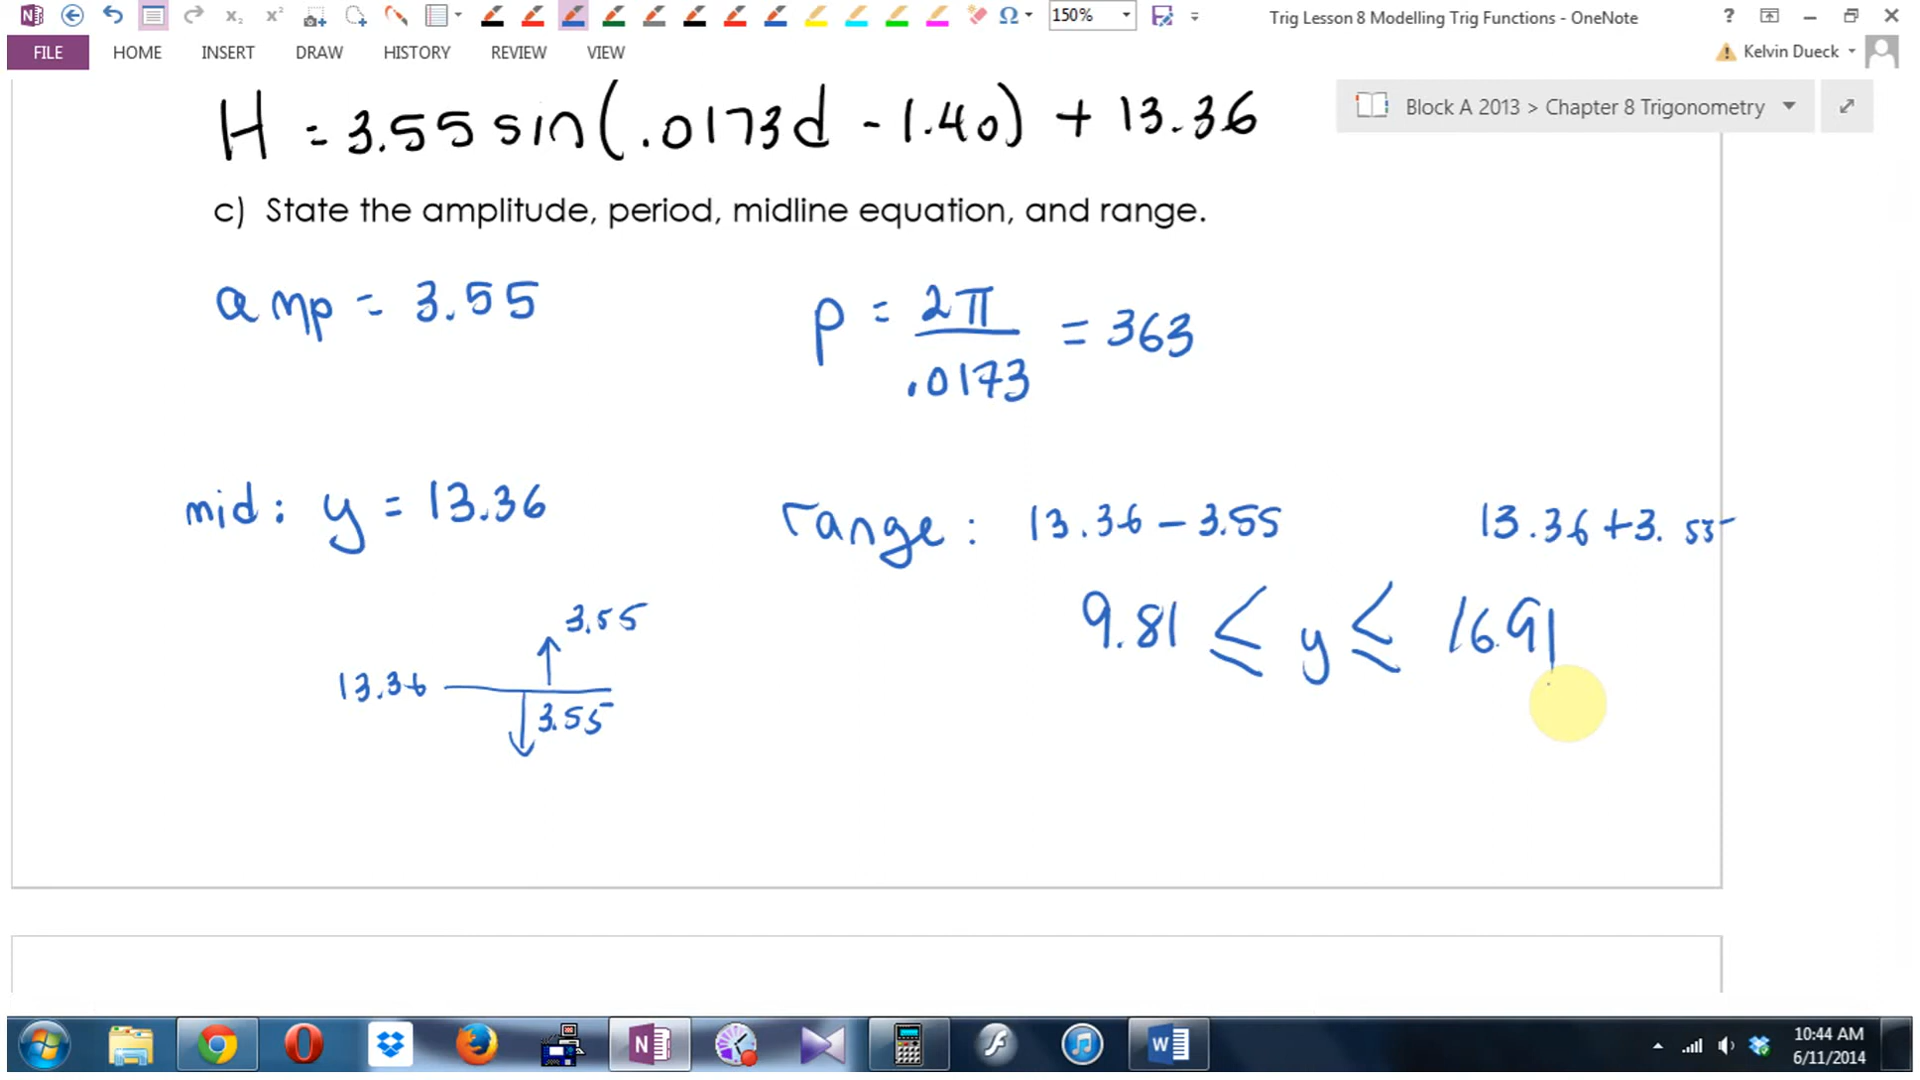 150%
Trig Lesson 8 Modelling Trig Functions - OneNote
FILE HOME INSERT DRAW HISTORY REVIEW VIEW
Kelvin Dueck
Block A 2013 > Chapter 8 Trigonometry
H = 3.55 sin(.0173d - 1.40) + 13.36
c) State the amplitude, period, midline equation, and range.
amp = 3.55
p = 2π / .0173 = 363
mid: y = 13.36
range: 13.36 - 3.55 13.36 + 3.55
9.81 ≤ y ≤ 16.91
3.55
13.36
3.55
10:44 AM
6/11/2014